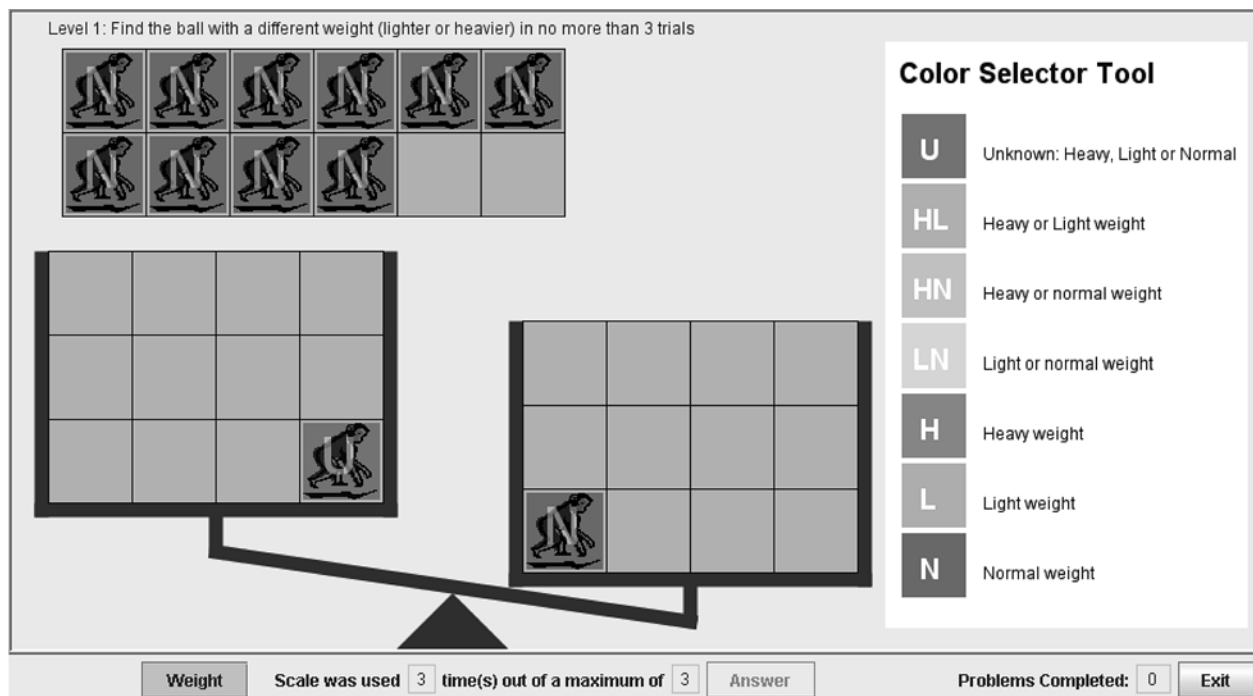 Level 1: Find the ball with a different weight (lighter or heavier) in no more than 3 trials
N N N N N N
N N N N
U
N
Color Selector Tool
U Unknown: Heavy, Light or Normal
HL Heavy or Light weight
HN Heavy or normal weight
LN Light or normal weight
H Heavy weight
L Light weight
N Normal weight
Weight Scale was used 3 time(s) out of a maximum of 3 Answer Problems Completed: 0 Exit